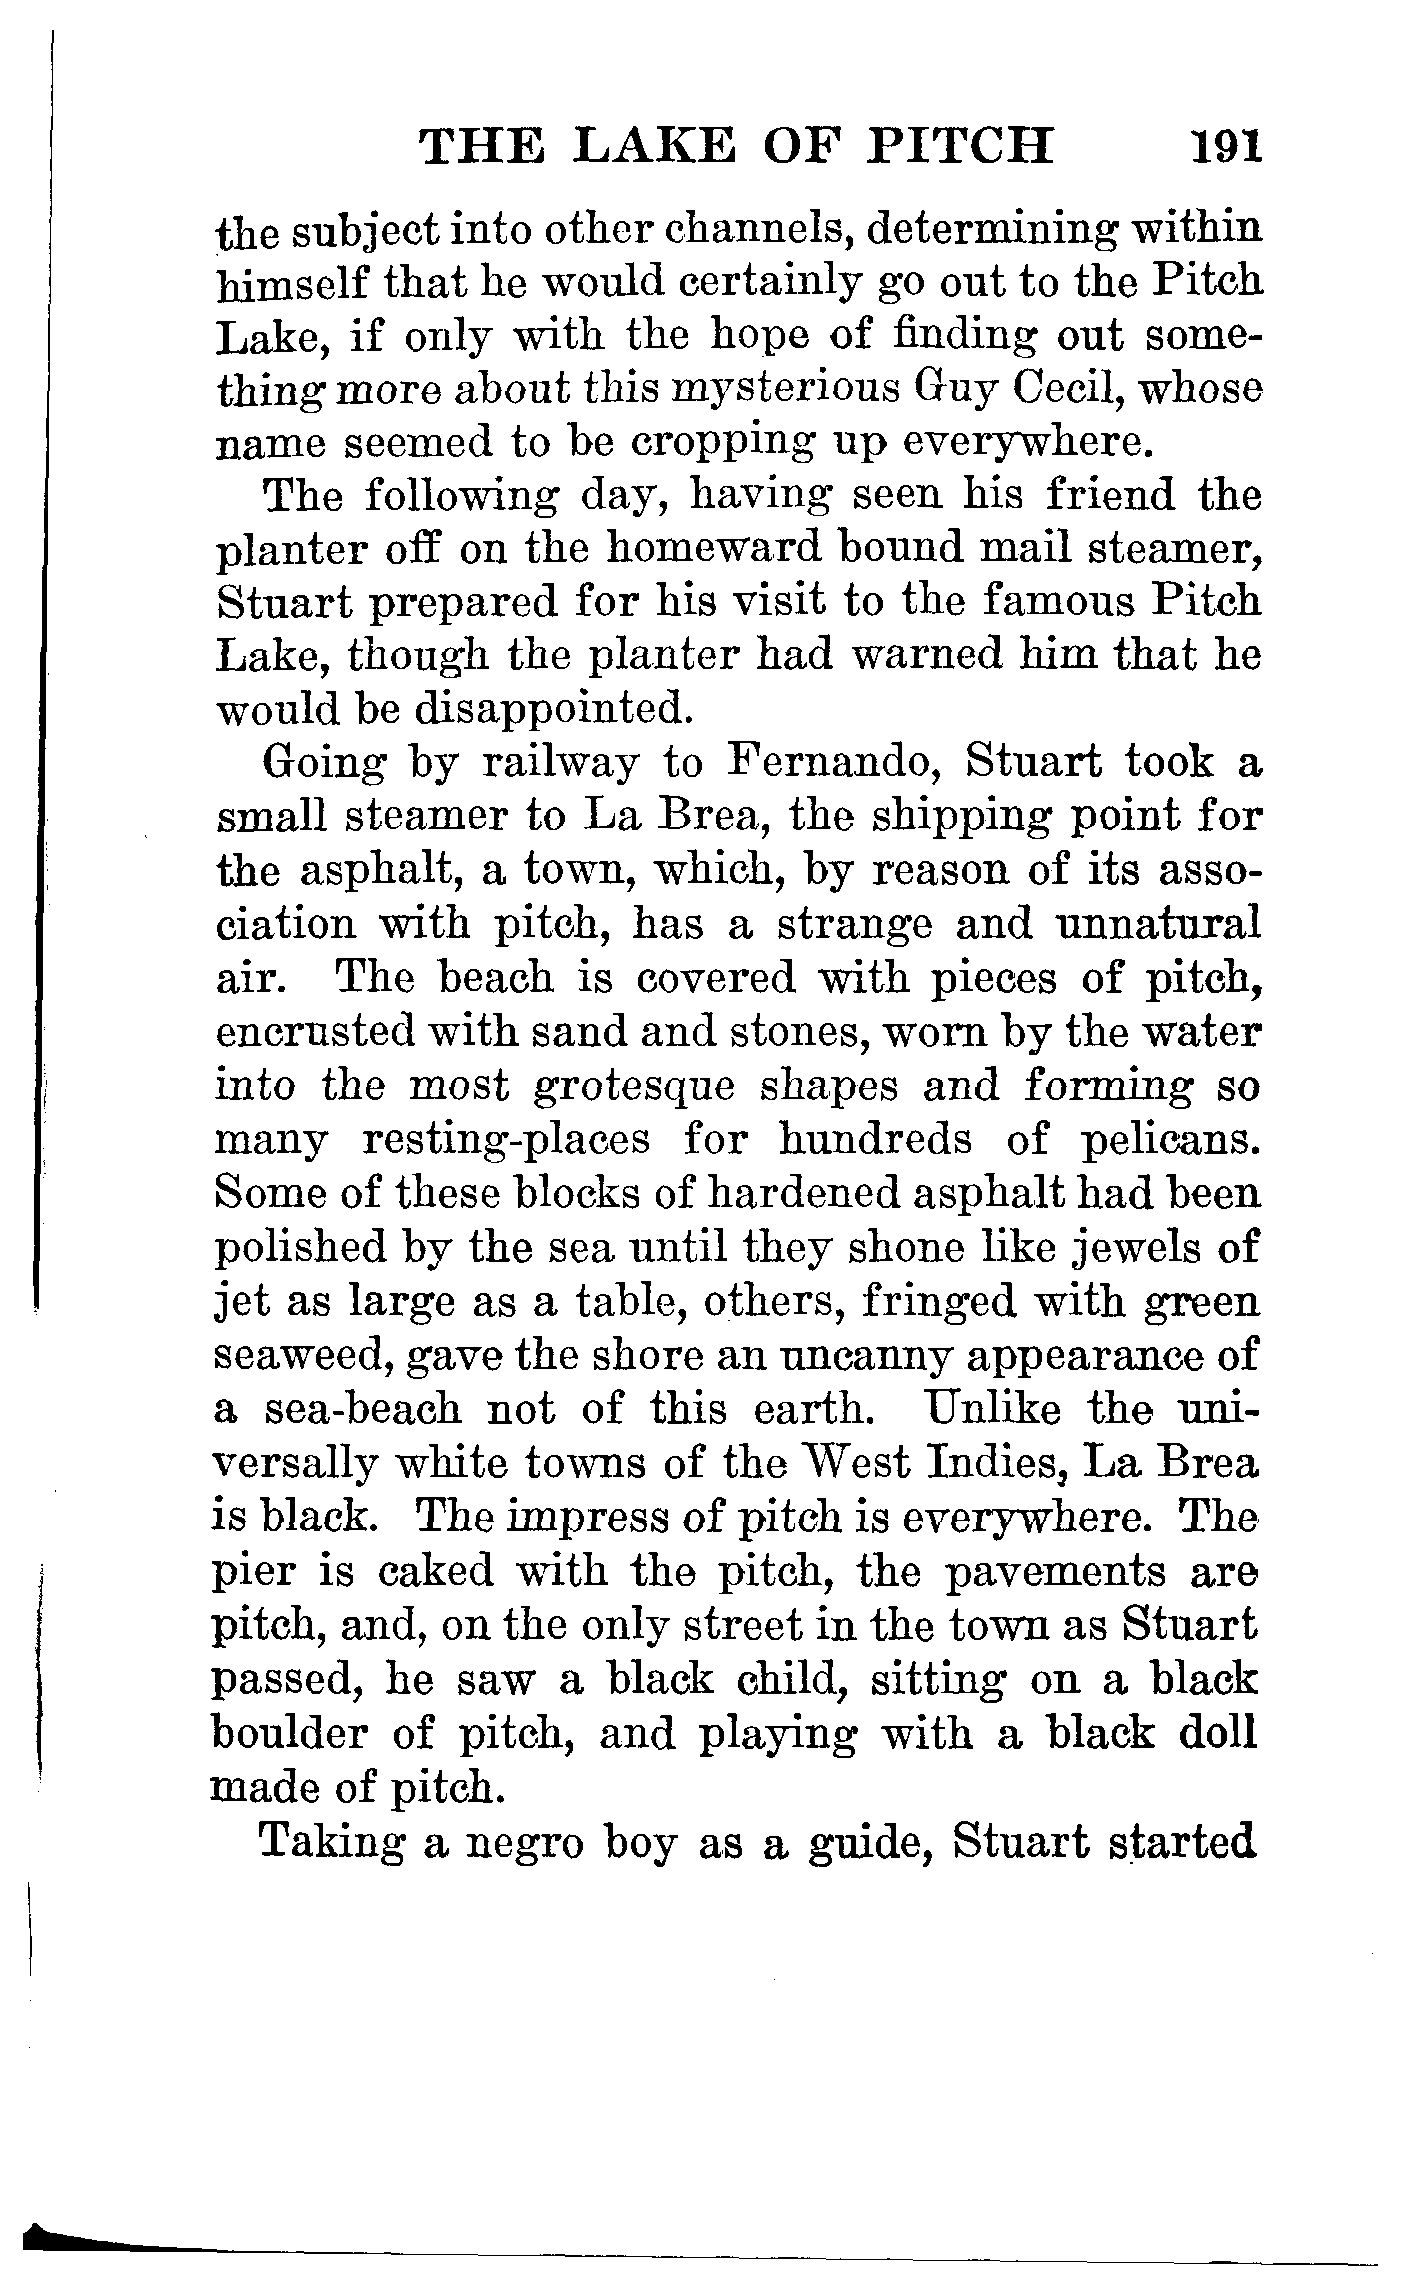 THE LAKE OF PITCH 191
the subject into other channels, determining within
himself that he would certainly go out to the Pitch
Lake, if only with the hope of finding out some-
thing more about this mysterious Guy Cecil, whose
name seemed to be cropping up everywhere.
The following day, having seen his friend the
planter off on the homeward bound mail steamer,
Stuart prepared for his visit to the famous Pitch
Lake, though the planter had warned him that he
would be disappointed.
Going by railway to Fernando, Stuart took a
small steamer to La Brea, the shipping point for
the asphalt, a town, which, by reason of its asso-
ciation with pitch, has a strange and unnatural
air. The beach is covered with pieces of pitch,
encrusted with sand and stones, worn by the water
into the most grotesque shapes and forming so
many resting-places for hundreds of pelicans.
Some of these blocks of hardened asphalt had been
polished by the sea until they shone like jewels of
jet as large as a table, others, fringed with green
seaweed, gave the shore an uncanny appearance of
a sea-beach not of this earth. Unlike the uni-
versally white towns of the West Indies, La Brea
is black. The impress of pitch is everywhere. The
pier is caked with the pitch, the pavements are
pitch, and, on the only street in the town as Stuart
passed, he saw a black child, sitting on a black
boulder of pitch, and playing with a black doll
made of pitch.
Taking a negro boy as a guide, Stuart started